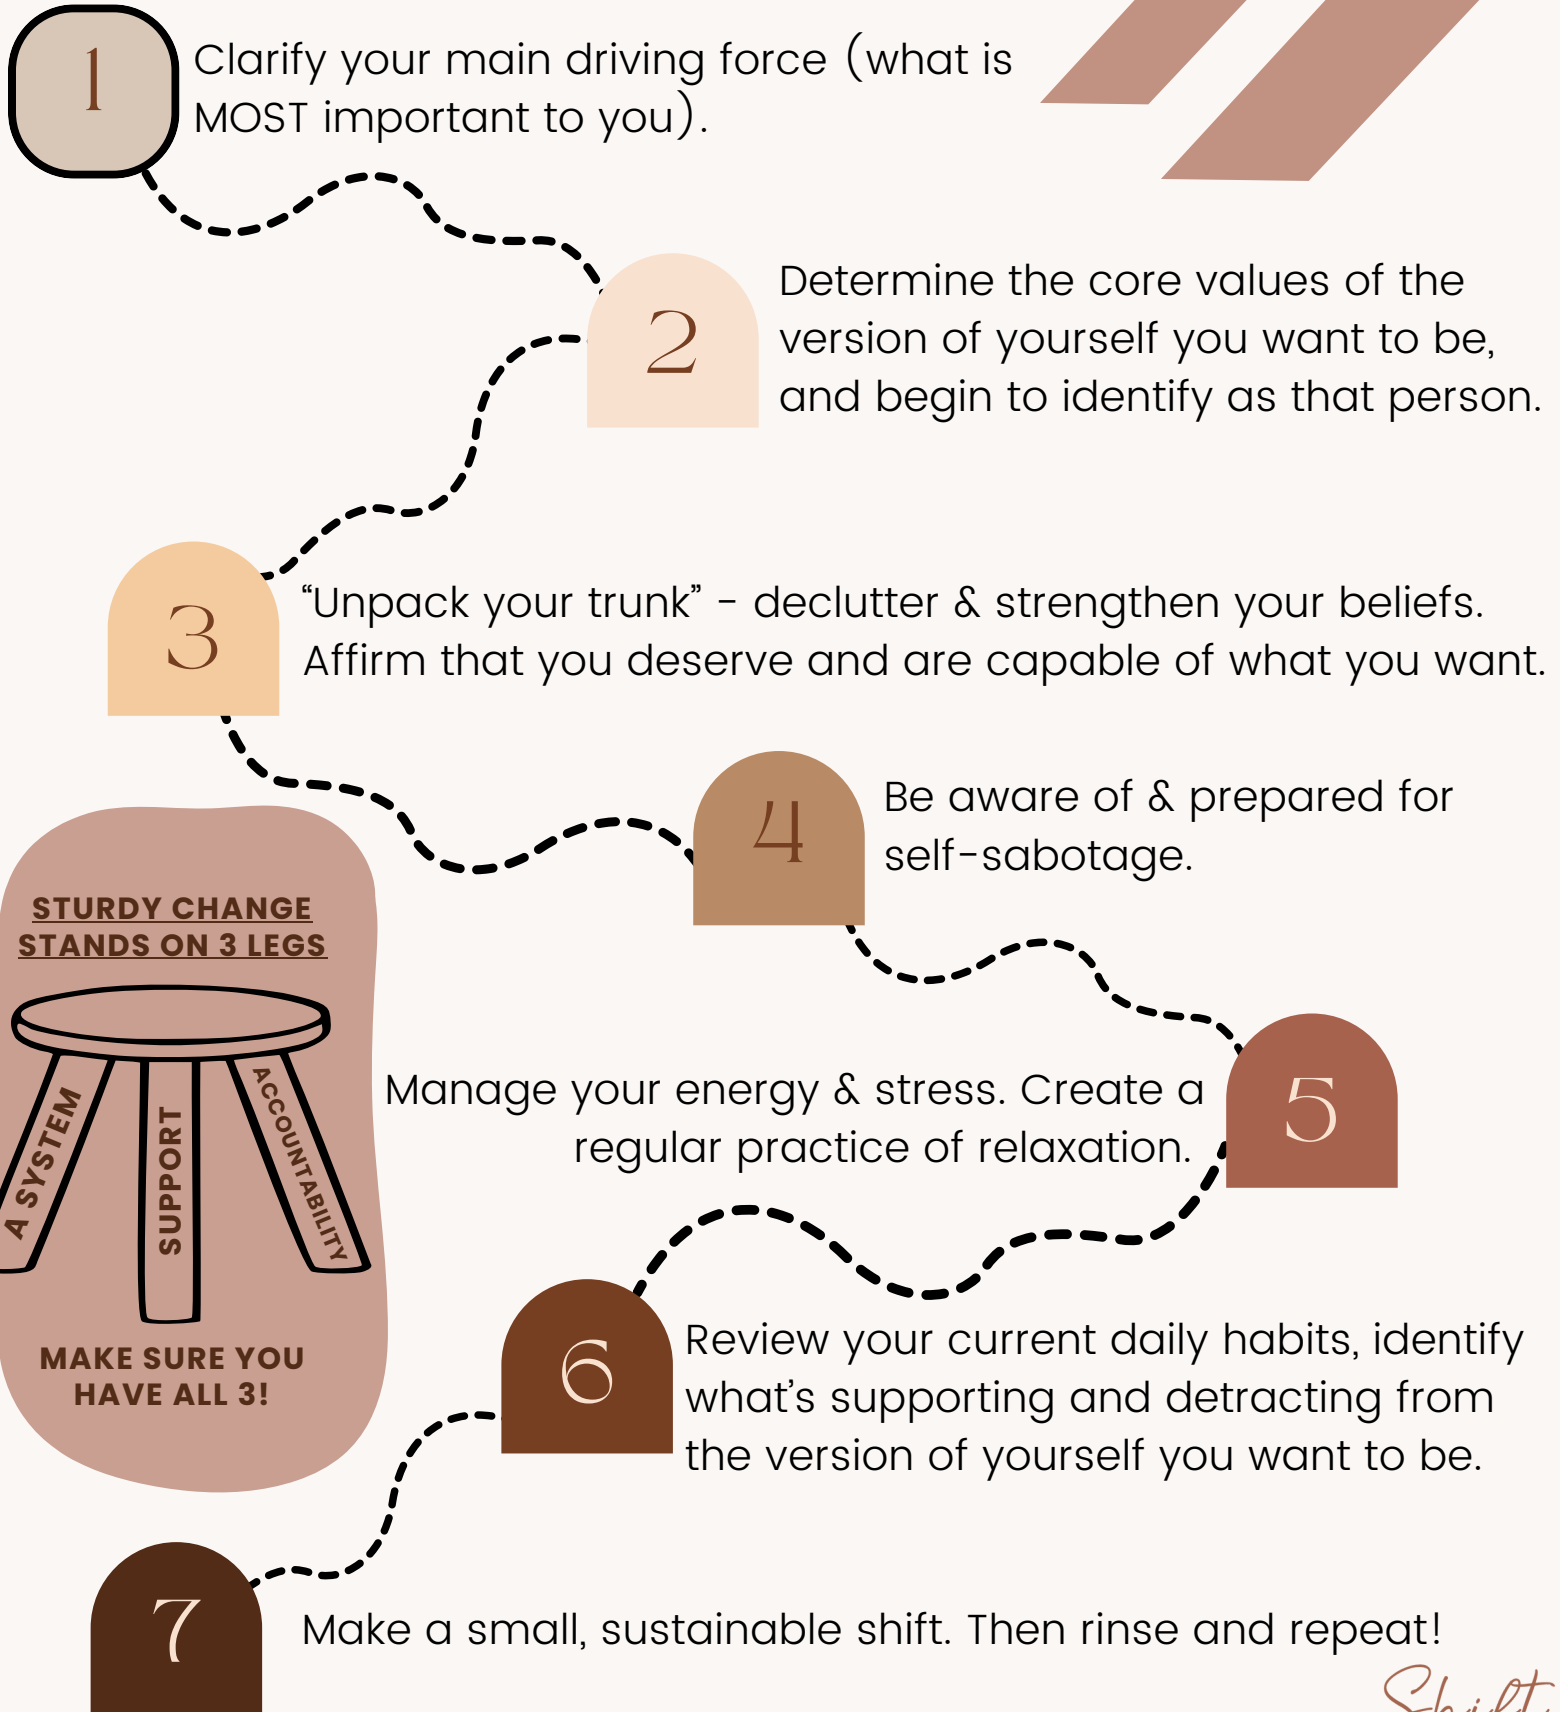 1
Clarify your main driving force (what is
MOST important to you).
2
Determine the core values of the
version of yourself you want to be,
and begin to identify as that person.
3
“Unpack your trunk” - declutter & strengthen your beliefs.
Affirm that you deserve and are capable of what you want.
4
Be aware of & prepared for
self-sabotage.
STURDY CHANGE
STANDS ON 3 LEGS
A SYSTEM
SUPPORT
ACCOUNTABILITY
MAKE SURE YOU
HAVE ALL 3!
5
Manage your energy & stress. Create a
regular practice of relaxation.
6
Review your current daily habits, identify
what’s supporting and detracting from
the version of yourself you want to be.
7
Make a small, sustainable shift. Then rinse and repeat!